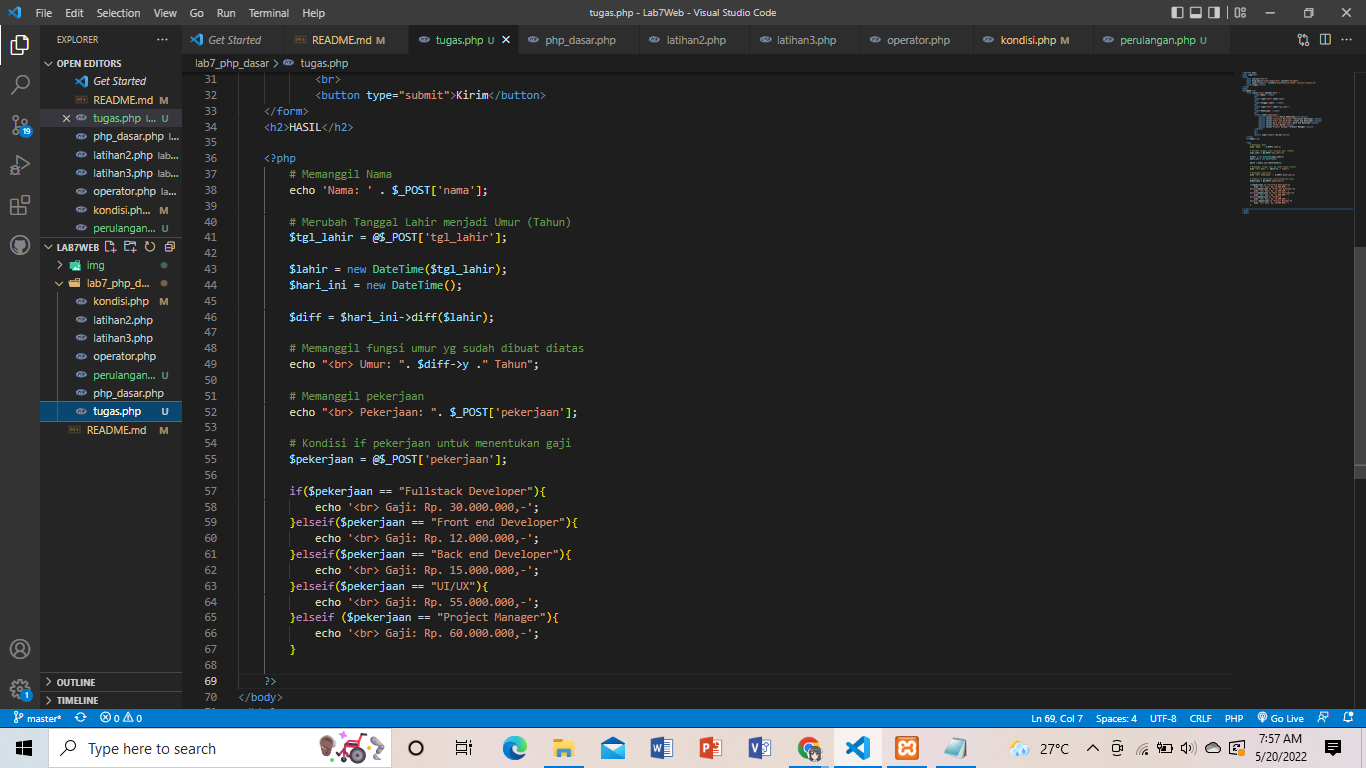 File Edit Selection View Go Run Terminal Help
tugas.php - Lab7Web - Visual Studio Code
EXPLORER
Get Started
README.md M
tugas.php U
php_dasar.php
latihan2.php
latihan3.php
operator.php
kondisi.php M
perulangan.php U
lab7_php_dasar > tugas.php
OPEN EDITORS
Get Started
README.md M
tugas.php l... U
php_dasar.php l...
latihan2.php lab...
latihan3.php lab...
operator.php la...
kondisi.ph... M
perulangan... U
LAB7WEB
img
lab7_php_d...
kondisi.php M
latihan2.php
latihan3.php
operator.php
perulangan... U
php_dasar.php
tugas.php U
README.md M
OUTLINE
TIMELINE
19
1
31 <br>
32 <button type="submit">Kirim</button>
33 </form>
34 <h2>HASIL</h2>
35
36 <?php
37 # Memanggil Nama
38 echo 'Nama: ' . $_POST['nama'];
39
40 # Merubah Tanggal Lahir menjadi Umur (Tahun)
41 $tgl_lahir = @$_POST['tgl_lahir'];
42
43 $lahir = new DateTime($tgl_lahir);
44 $hari_ini = new DateTime();
45
46 $diff = $hari_ini->diff($lahir);
47
48 # Memanggil fungsi umur yg sudah dibuat diatas
49 echo "<br> Umur: ". $diff->y ." Tahun";
50
51 # Memanggil pekerjaan
52 echo "<br> Pekerjaan: ". $_POST['pekerjaan'];
53
54 # Kondisi if pekerjaan untuk menentukan gaji
55 $pekerjaan = @$_POST['pekerjaan'];
56
57 if($pekerjaan == "Fullstack Developer"){
58 echo '<br> Gaji: Rp. 30.000.000,-';
59 }elseif($pekerjaan == "Front end Developer"){
60 echo '<br> Gaji: Rp. 12.000.000,-';
61 }elseif($pekerjaan == "Back end Developer"){
62 echo '<br> Gaji: Rp. 15.000.000,-';
63 }elseif($pekerjaan == "UI/UX"){
64 echo '<br> Gaji: Rp. 55.000.000,-';
65 }elseif ($pekerjaan == "Project Manager"){
66 echo '<br> Gaji: Rp. 60.000.000,-';
67 }
68
69 ?>
70 </body>
master*
0 0
Ln 69, Col 7
Spaces: 4
UTF-8
CRLF
PHP
Go Live
Type here to search
27°C
7:57 AM
5/20/2022